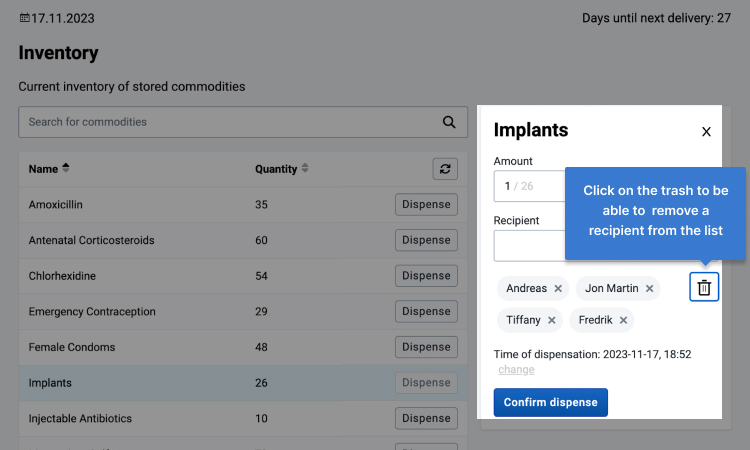 17.11.2023
Days until next delivery: 27
Inventory
Current inventory of stored commodities
Search for commodities
Name
Quantity
Amoxicillin 35 Dispense
Antenatal Corticosteroids 60 Dispense
Chlorhexidine 54 Dispense
Emergency Contraception 29 Dispense
Female Condoms 48 Dispense
Implants 26 Dispense
Injectable Antibiotics 10 Dispense
Implants
X
Amount
1 / 26
Click on the trash to be
able to remove a
recipient from the list
Recipient
Andreas × Jon Martin ×
Tiffany × Fredrik ×
Time of dispensation: 2023-11-17, 18:52
change
Confirm dispense